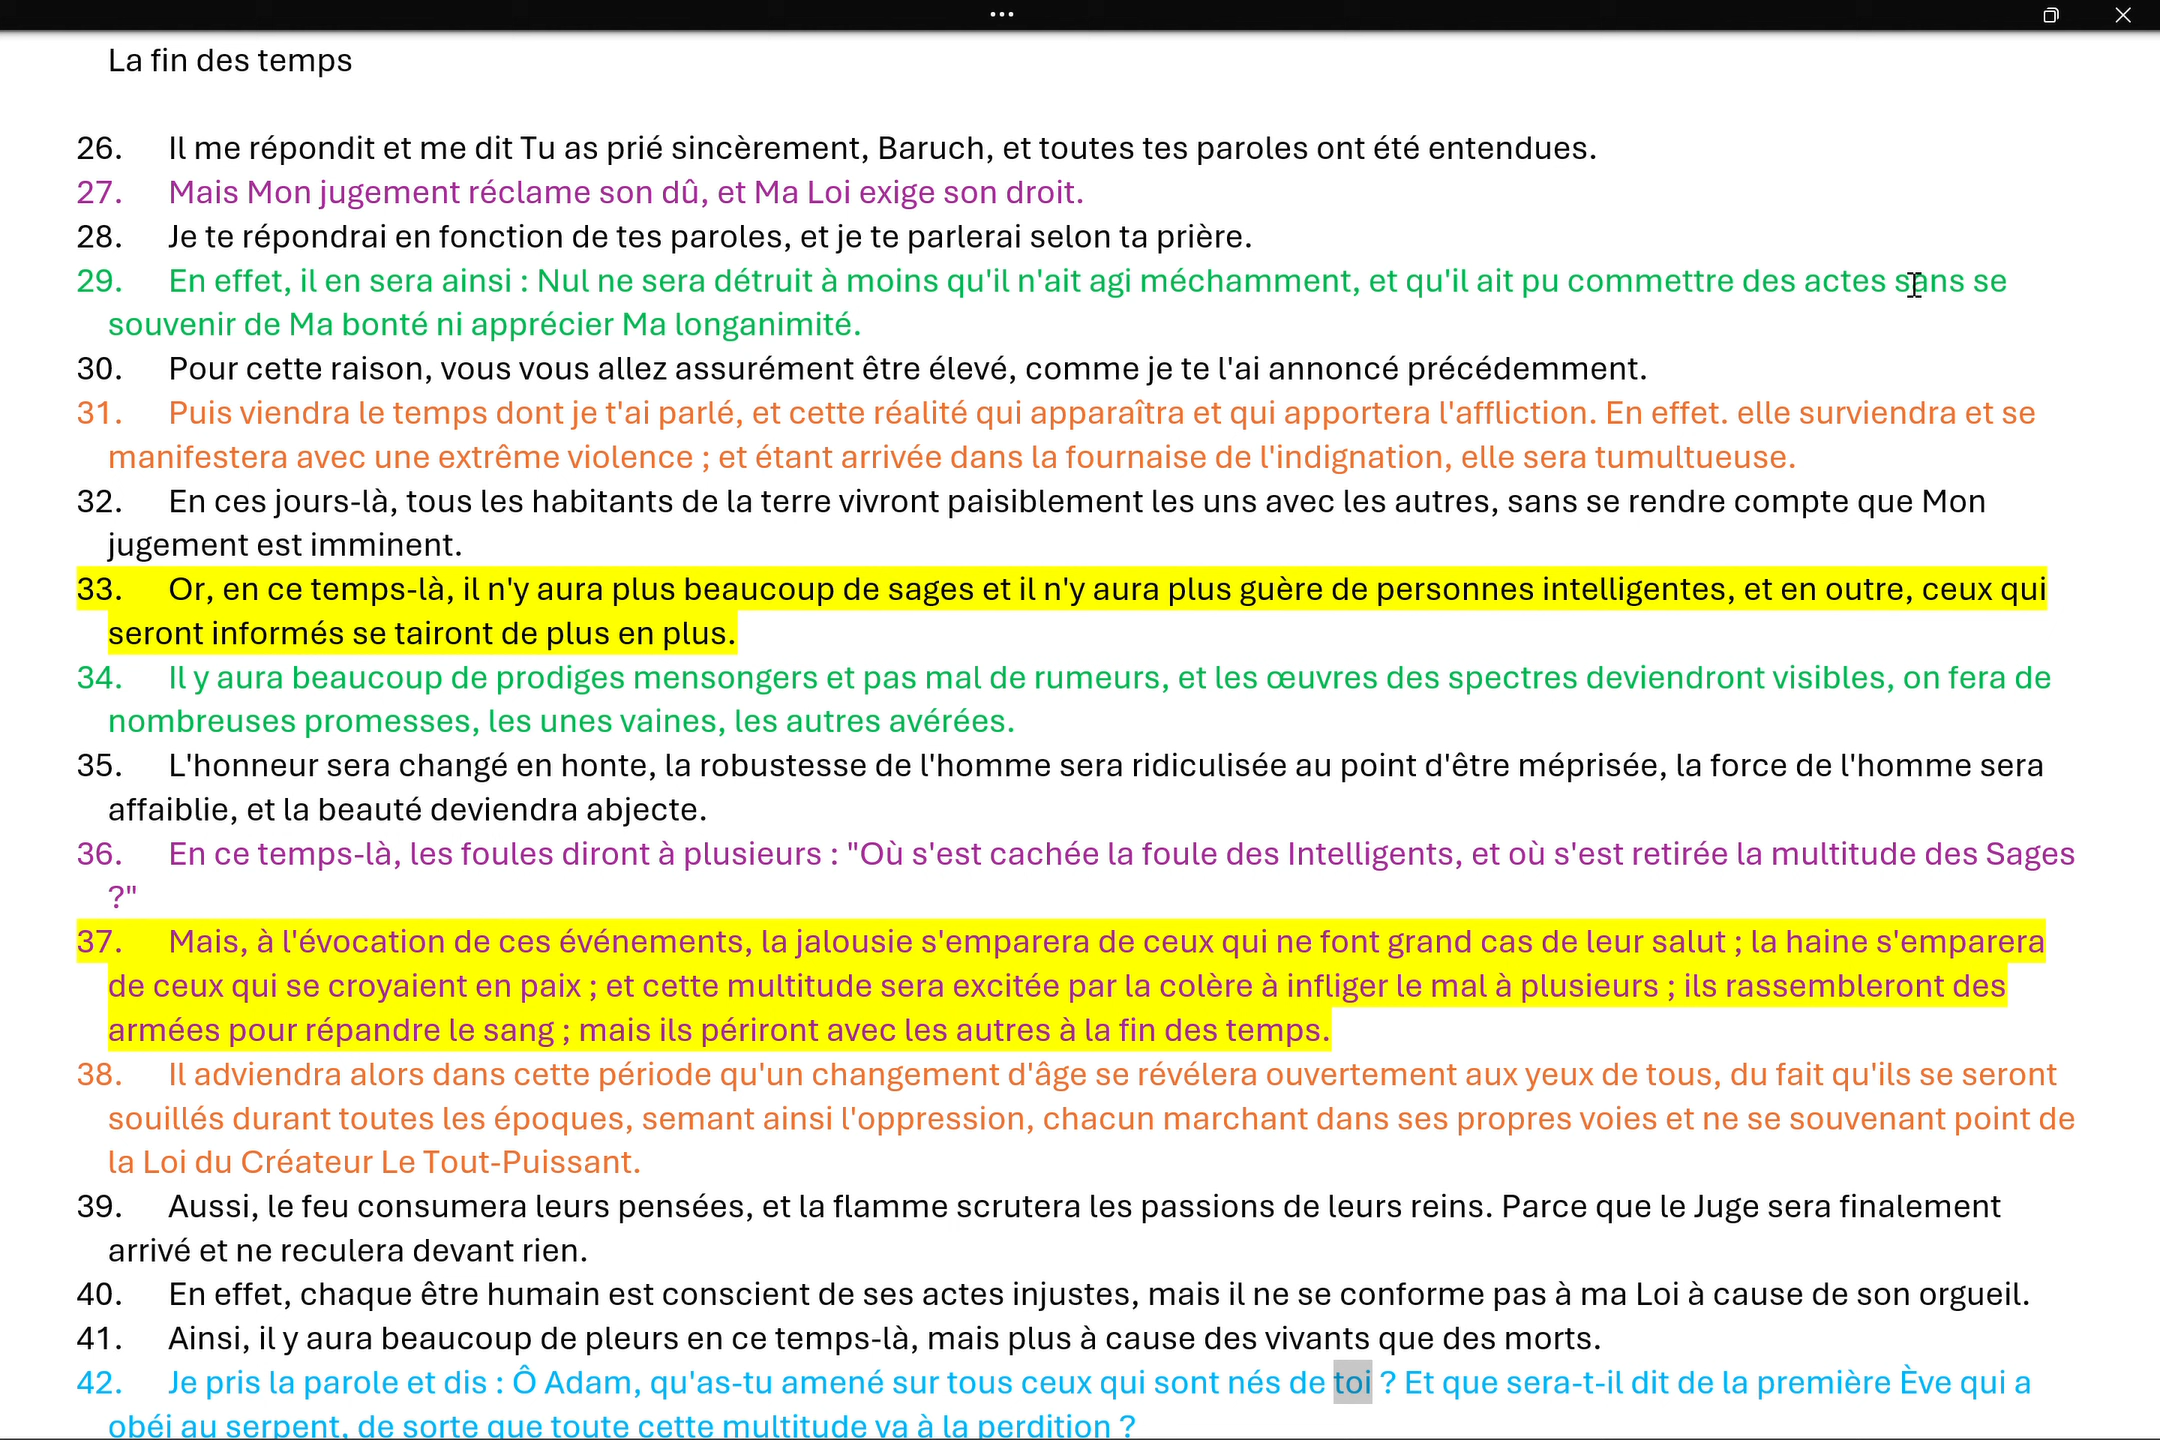 La fin des temps
26. Il me répondit et me dit Tu as prié sincèrement, Baruch, et toutes tes paroles ont été entendues.
27. Mais Mon jugement réclame son dû, et Ma Loi exige son droit.
28. Je te répondrai en fonction de tes paroles, et je te parlerai selon ta prière.
29. En effet, il en sera ainsi : Nul ne sera détruit à moins qu'il n'ait agi méchamment, et qu'il ait pu commettre des actes sans se
souvenir de Ma bonté ni apprécier Ma longanimité.
30. Pour cette raison, vous vous allez assurément être élevé, comme je te l'ai annoncé précédemment.
31. Puis viendra le temps dont je t'ai parlé, et cette réalité qui apparaîtra et qui apportera l'affliction. En effet. elle surviendra et se
manifestera avec une extrême violence ; et étant arrivée dans la fournaise de l'indignation, elle sera tumultueuse.
32. En ces jours-là, tous les habitants de la terre vivront paisiblement les uns avec les autres, sans se rendre compte que Mon
jugement est imminent.
33. Or, en ce temps-là, il n'y aura plus beaucoup de sages et il n'y aura plus guère de personnes intelligentes, et en outre, ceux qui
seront informés se tairont de plus en plus.
34. Il y aura beaucoup de prodiges mensongers et pas mal de rumeurs, et les œuvres des spectres deviendront visibles, on fera de
nombreuses promesses, les unes vaines, les autres avérées.
35. L'honneur sera changé en honte, la robustesse de l'homme sera ridiculisée au point d'être méprisée, la force de l'homme sera
affaiblie, et la beauté deviendra abjecte.
36. En ce temps-là, les foules diront à plusieurs : "Où s'est cachée la foule des Intelligents, et où s'est retirée la multitude des Sages
?"
37. Mais, à l'évocation de ces événements, la jalousie s'emparera de ceux qui ne font grand cas de leur salut ; la haine s'emparera
de ceux qui se croyaient en paix ; et cette multitude sera excitée par la colère à infliger le mal à plusieurs ; ils rassembleront des
armées pour répandre le sang ; mais ils périront avec les autres à la fin des temps.
38. Il adviendra alors dans cette période qu'un changement d'âge se révélera ouvertement aux yeux de tous, du fait qu'ils se seront
souillés durant toutes les époques, semant ainsi l'oppression, chacun marchant dans ses propres voies et ne se souvenant point de
la Loi du Créateur Le Tout-Puissant.
39. Aussi, le feu consumera leurs pensées, et la flamme scrutera les passions de leurs reins. Parce que le Juge sera finalement
arrivé et ne reculera devant rien.
40. En effet, chaque être humain est conscient de ses actes injustes, mais il ne se conforme pas à ma Loi à cause de son orgueil.
41. Ainsi, il y aura beaucoup de pleurs en ce temps-là, mais plus à cause des vivants que des morts.
42. Je pris la parole et dis : Ô Adam, qu'as-tu amené sur tous ceux qui sont nés de toi ? Et que sera-t-il dit de la première Ève qui a
obéi au serpent, de sorte que toute cette multitude va à la perdition ?